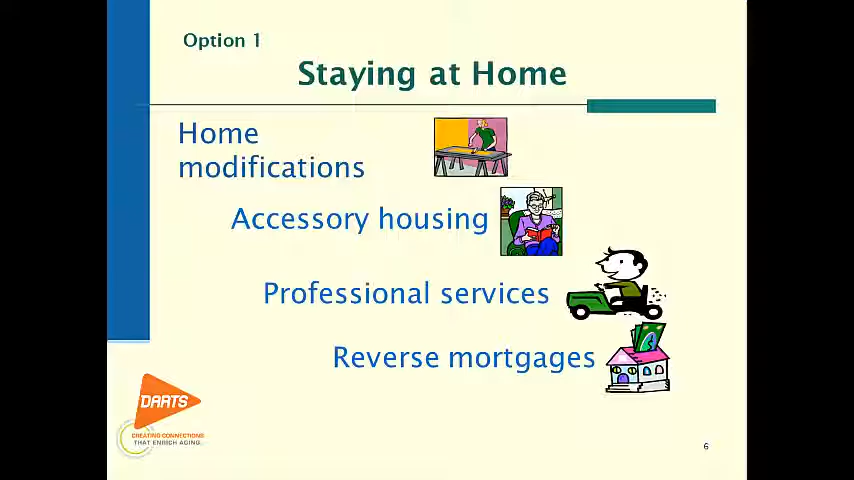 Option 1
Staying at Home
Home
modifications
Accessory housing
Professional services
Reverse mortgages
DARTS
CREATING CONNECTIONS
THAT ENRICH AGING.
6